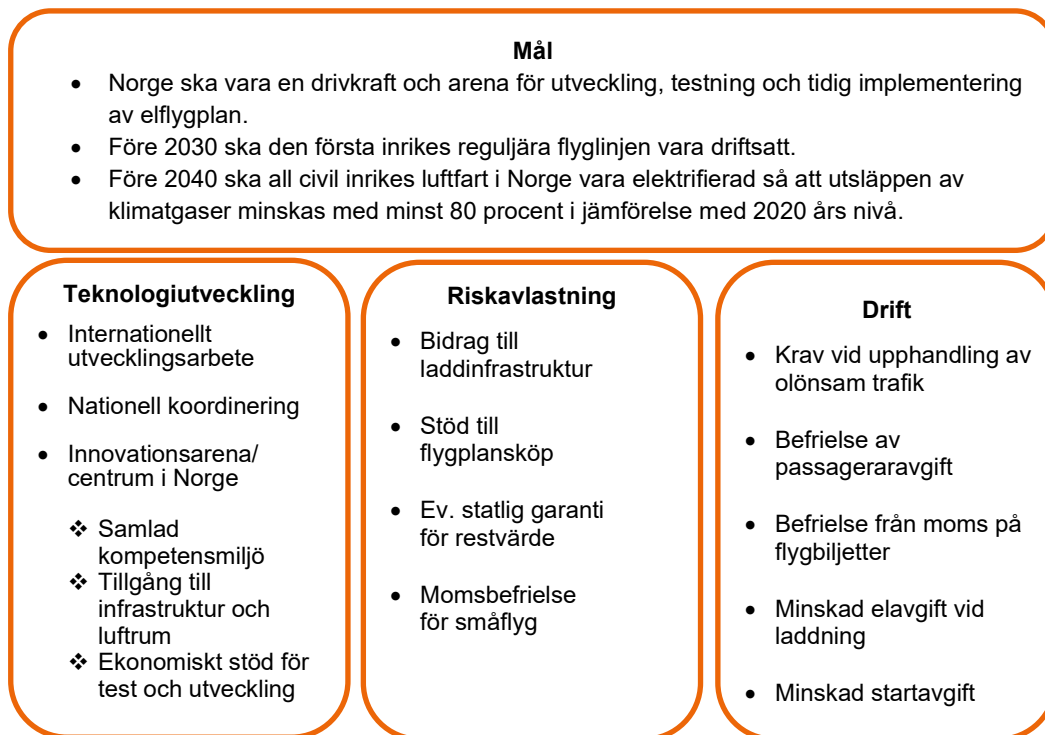 Mål
• Norge ska vara en drivkraft och arena för utveckling, testning och tidig implementering
av elflygplan.
• Före 2030 ska den första inrikes reguljära flyglinjen vara driftsatt.
• Före 2040 ska all civil inrikes luftfart i Norge vara elektrifierad så att utsläppen av
klimatgaser minskas med minst 80 procent i jämförelse med 2020 års nivå.
Teknologiutveckling
• Internationellt
utvecklingsarbete
• Nationell koordinering
• Innovationsarena/
centrum i Norge
❖ Samlad
kompetensmiljö
❖ Tillgång till
infrastruktur och
luftrum
❖ Ekonomiskt stöd för
test och utveckling
Riskavlastning
• Bidrag till
laddinfrastruktur
• Stöd till
flygplansköp
• Ev. statlig garanti
för restvärde
• Momsbefrielse
för småflyg
Drift
• Krav vid upphandling av
olönsam trafik
• Befrielse av
passageraravgift
• Befrielse från moms på
flygbiljetter
• Minskad elavgift vid
laddning
• Minskad startavgift